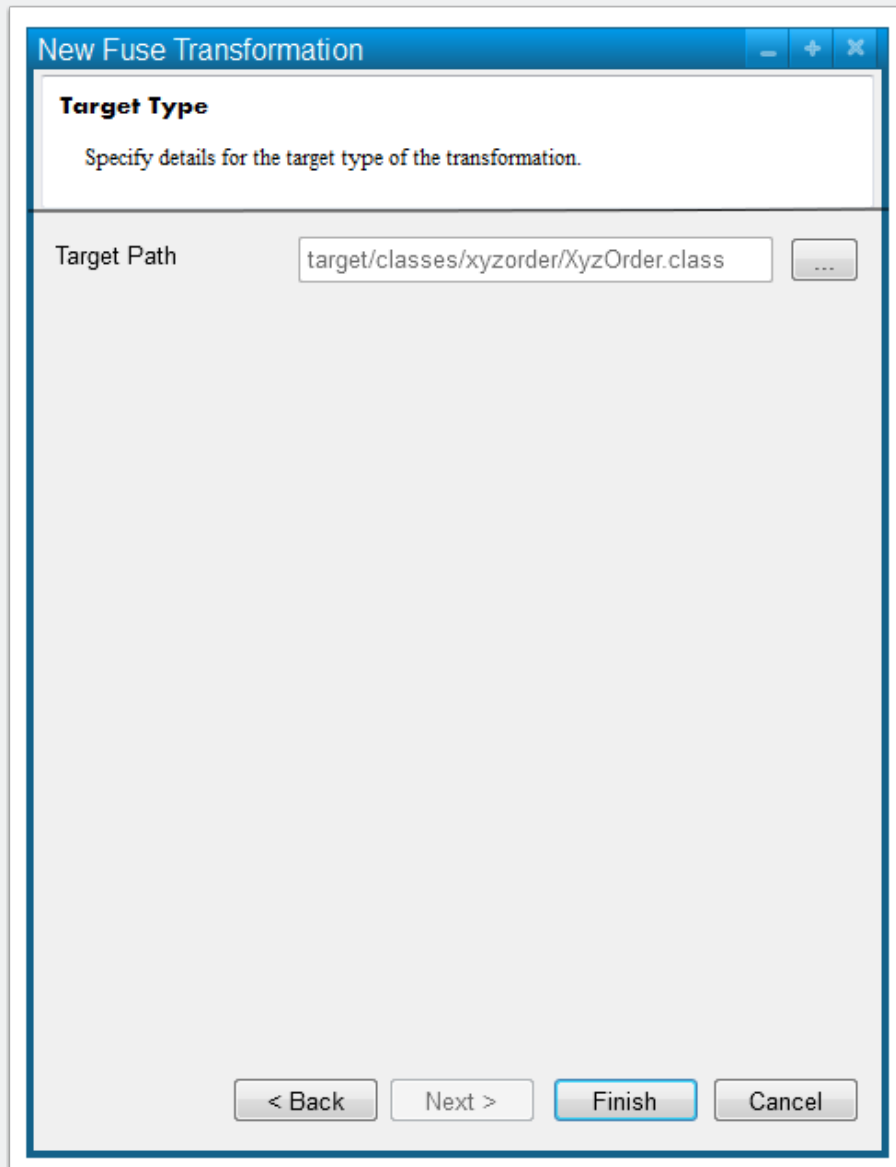 New Fuse Transformation
Target Type
Specify details for the target type of the transformation.
Target Path target/classes/xyzorder/XyzOrder.class ...
< Back Next > Finish Cancel